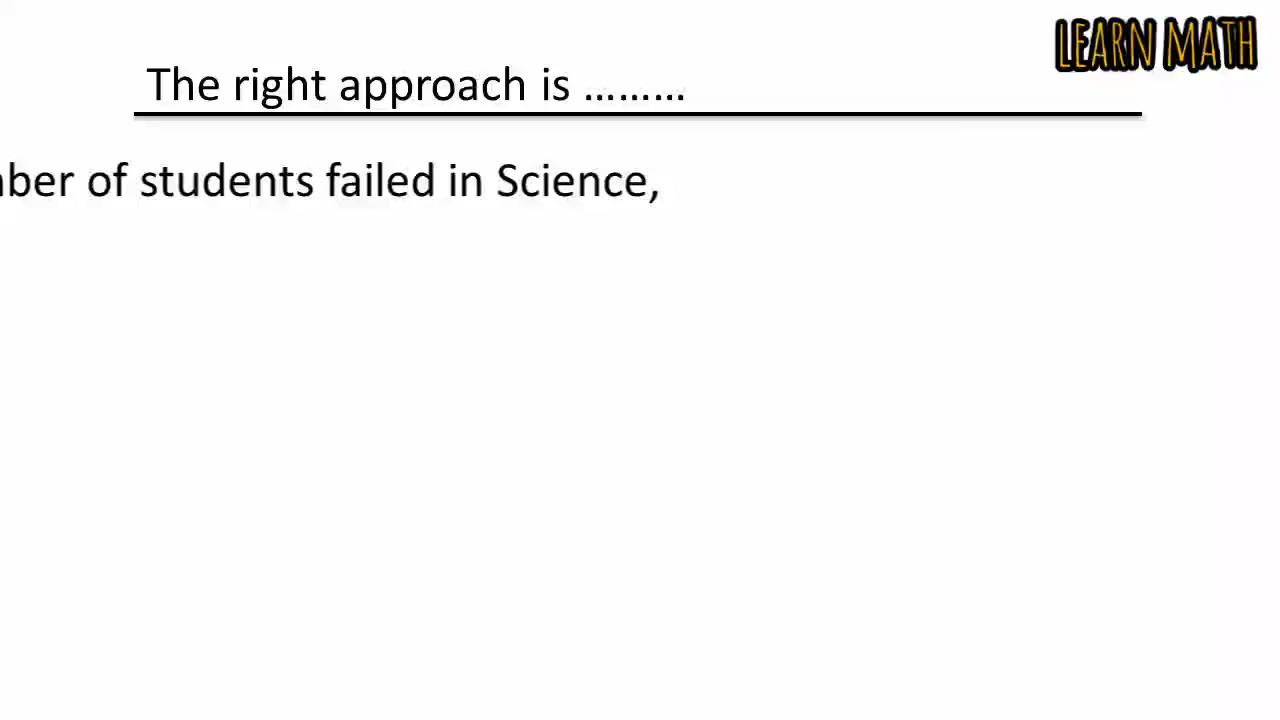 LEARN MATH
The right approach is ………
ber of students failed in Science,